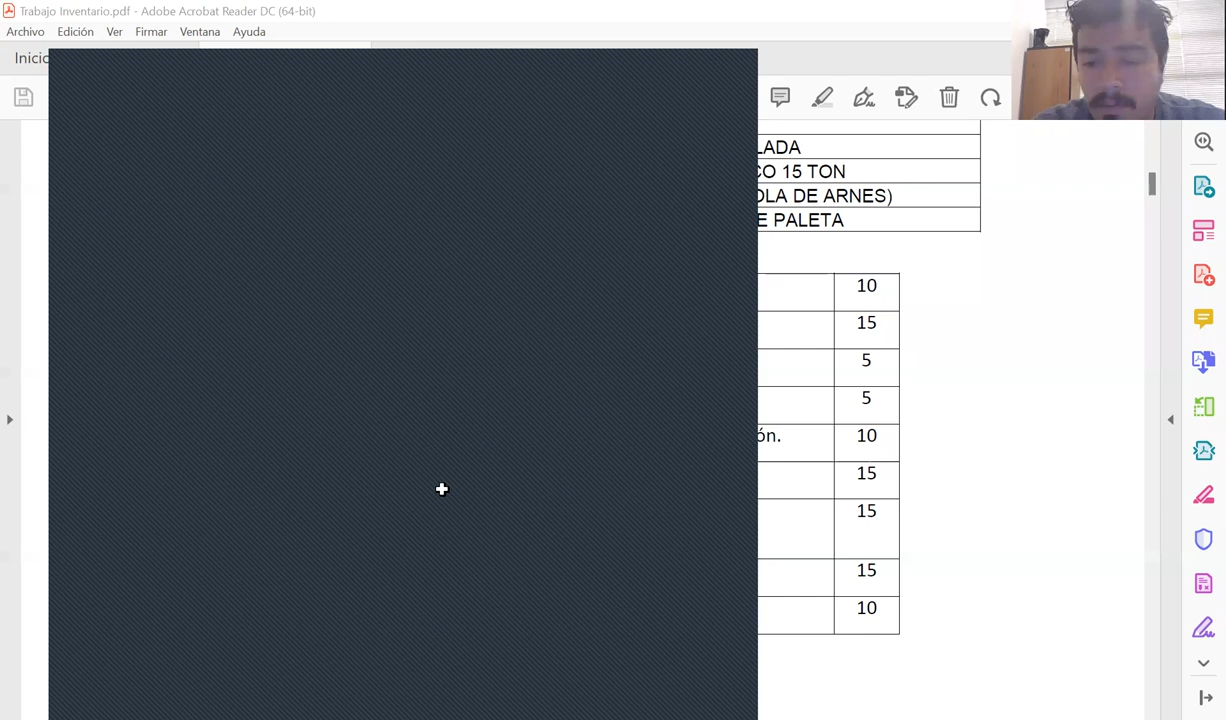 Trabajo Inventario.pdf - Adobe Acrobat Reader DC (64-bit)
Archivo Edición Ver Firmar Ventana Ayuda
Inicio
LADA
CO 15 TON
OLA DE ARNES)
E PALETA
10
15
5
5
ón. 10
15
15
15
10